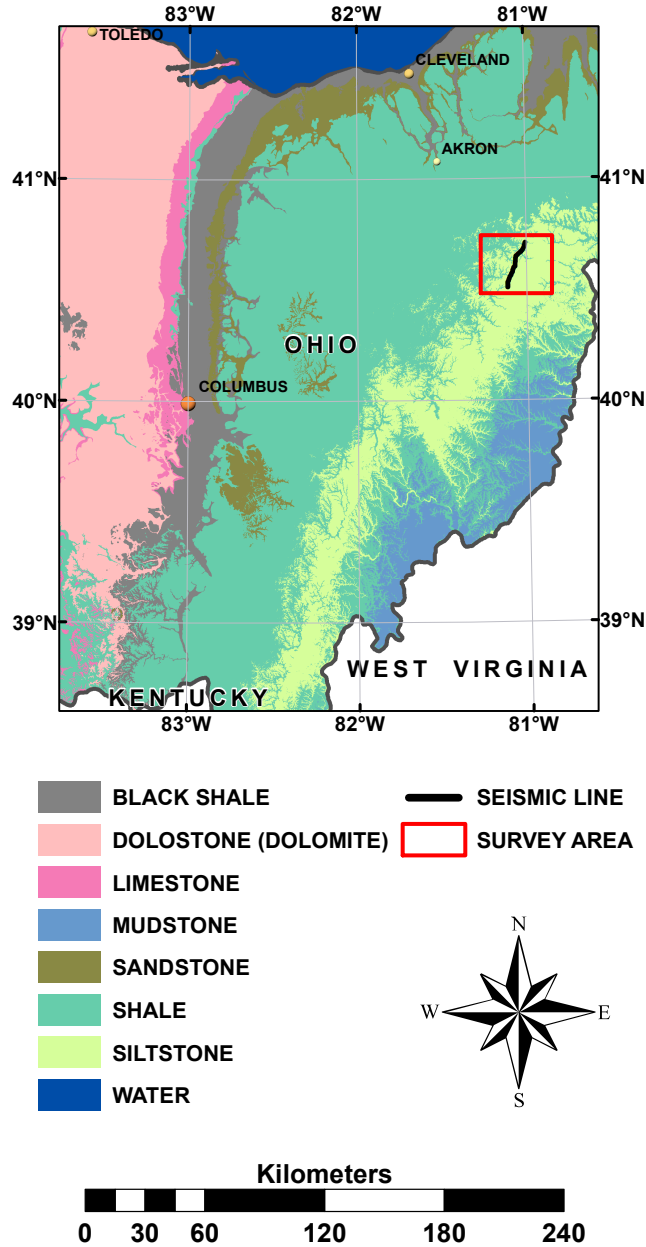 83°W 82°W 81°W
TOLEDO
CLEVELAND
AKRON
41°N 41°N
OHIO
COLUMBUS
40°N 40°N
39°N 39°N
WEST VIRGINIA
KENTUCKY
83°W 82°W 81°W
BLACK SHALE
SEISMIC LINE
DOLOSTONE (DOLOMITE)
SURVEY AREA
LIMESTONE
MUDSTONE
SANDSTONE
SHALE
SILTSTONE
WATER
N
W E
S
Kilometers
0 30 60 120 180 240